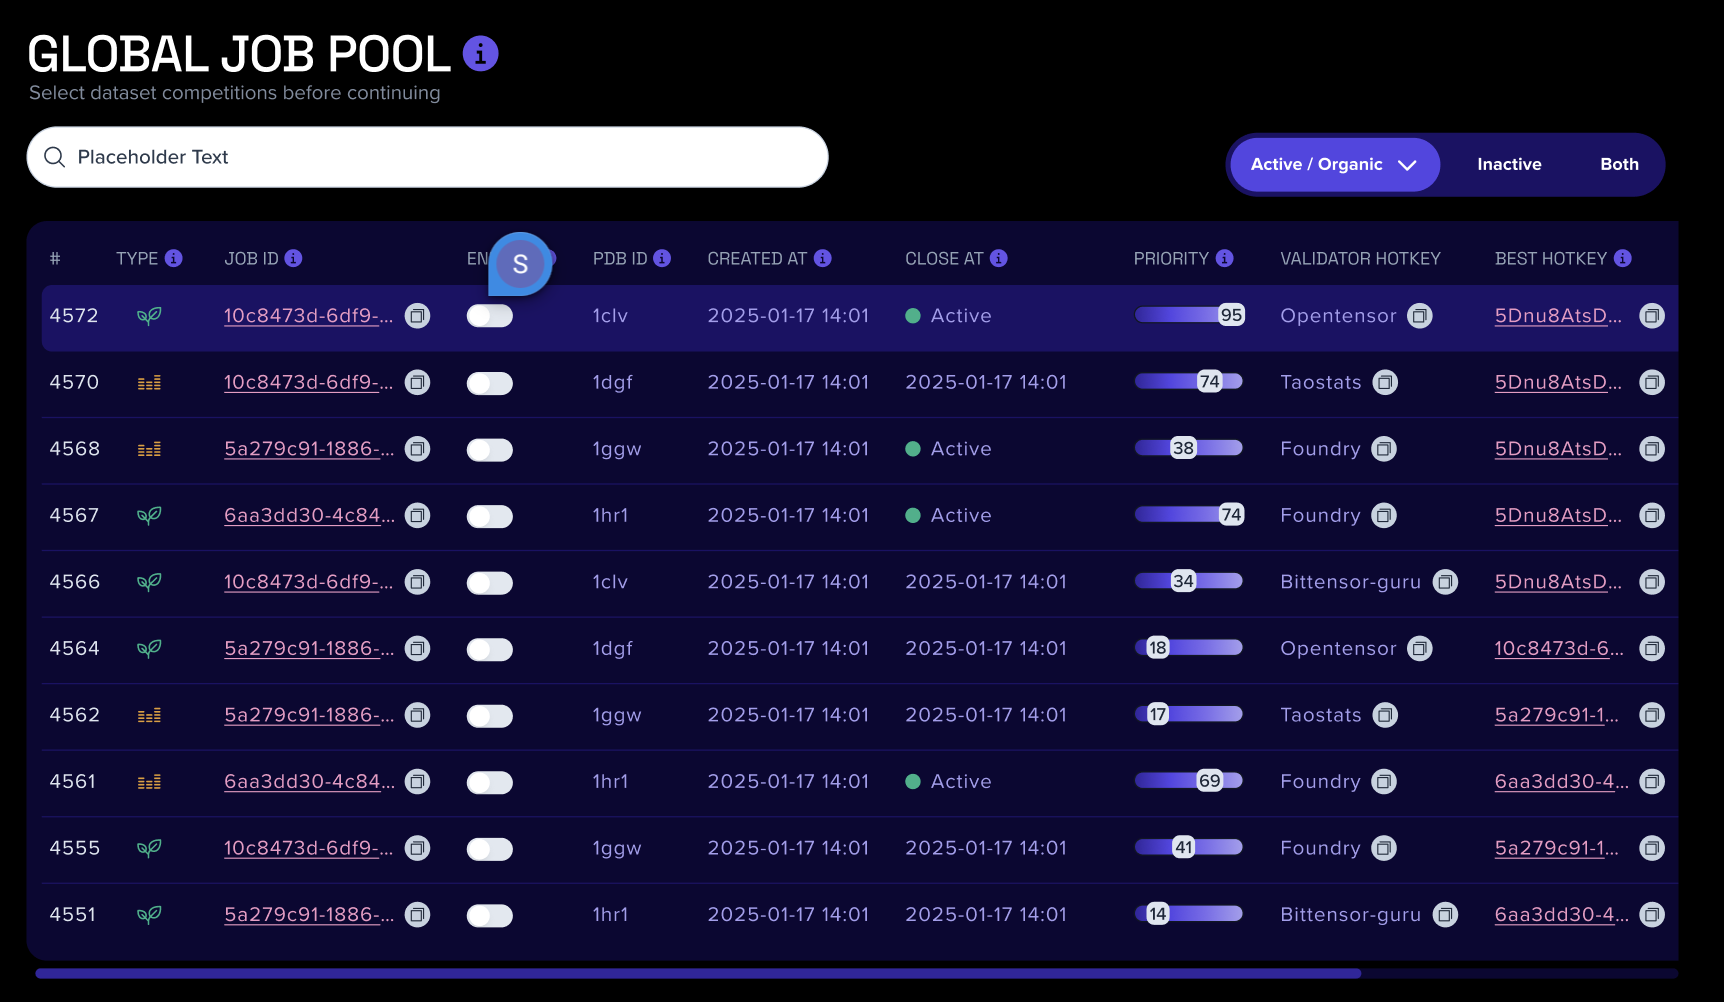 GLOBAL JOB POOL i
Select dataset competitions before continuing
Placeholder Text
Active / Organic Inactive Both
# TYPE i JOB ID i EN S PDB ID i CREATED AT i CLOSE AT i PRIORITY i VALIDATOR HOTKEY BEST HOTKEY i
4572 10c8473d-6df9-... 1clv 2025-01-17 14:01 Active 95 Opentensor 5Dnu8AtsD...
4570 10c8473d-6df9-... 1dgf 2025-01-17 14:01 2025-01-17 14:01 74 Taostats 5Dnu8AtsD...
4568 5a279c91-1886-... 1ggw 2025-01-17 14:01 Active 38 Foundry 5Dnu8AtsD...
4567 6aa3dd30-4c84... 1hr1 2025-01-17 14:01 Active 74 Foundry 5Dnu8AtsD...
4566 10c8473d-6df9-... 1clv 2025-01-17 14:01 2025-01-17 14:01 34 Bittensor-guru 5Dnu8AtsD...
4564 5a279c91-1886-... 1dgf 2025-01-17 14:01 2025-01-17 14:01 18 Opentensor 10c8473d-6...
4562 5a279c91-1886-... 1ggw 2025-01-17 14:01 2025-01-17 14:01 17 Taostats 5a279c91-1...
4561 6aa3dd30-4c84... 1hr1 2025-01-17 14:01 Active 69 Foundry 6aa3dd30-4...
4555 10c8473d-6df9-... 1ggw 2025-01-17 14:01 2025-01-17 14:01 41 Foundry 5a279c91-1...
4551 5a279c91-1886-... 1hr1 2025-01-17 14:01 2025-01-17 14:01 14 Bittensor-guru 6aa3dd30-4...